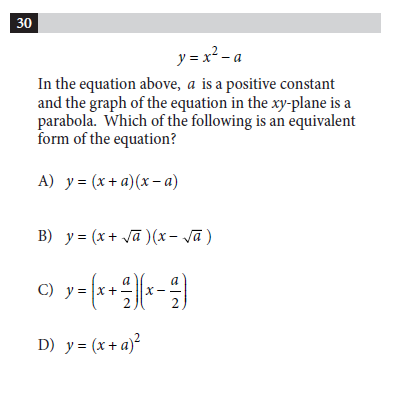 30
y = x² – a
In the equation above, a is a positive constant
and the graph of the equation in the xy-plane is a
parabola. Which of the following is an equivalent
form of the equation?
A) y = (x + a)(x – a)
B) y = (x + √a )(x – √a )
C) y = (x + a/2)(x – a/2)
D) y = (x + a)²